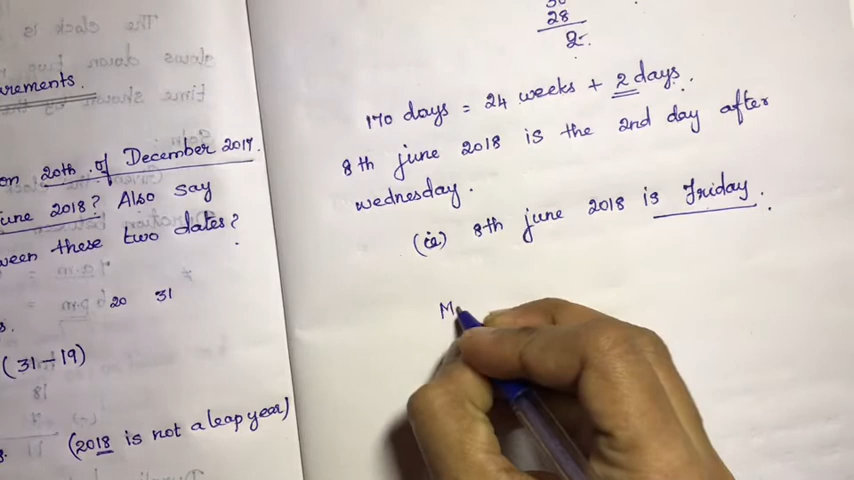 urements.
on 20th of December 2017.
une 2018? Also say
ween these two dates?
20 31
s.
(31-19)
(2018 is not a leap year)
28
2
170 days = 24 weeks + 2 days.
8th june 2018 is the 2nd day after
wednesday.
(ie) 8th june 2018 is Friday.
M